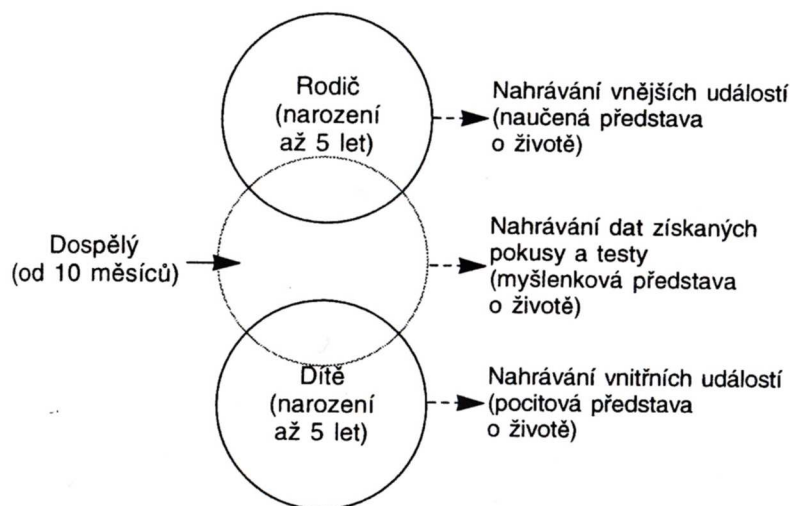 Rodič
(narození
až 5 let)
Nahrávání vnějších událostí
(naučená představa
o životě)
Dospělý
(od 10 měsíců)
Nahrávání dat získaných
pokusy a testy
(myšlenková představa
o životě)
Dítě
(narození
až 5 let)
Nahrávání vnitřních událostí
(pocitová představa
o životě)